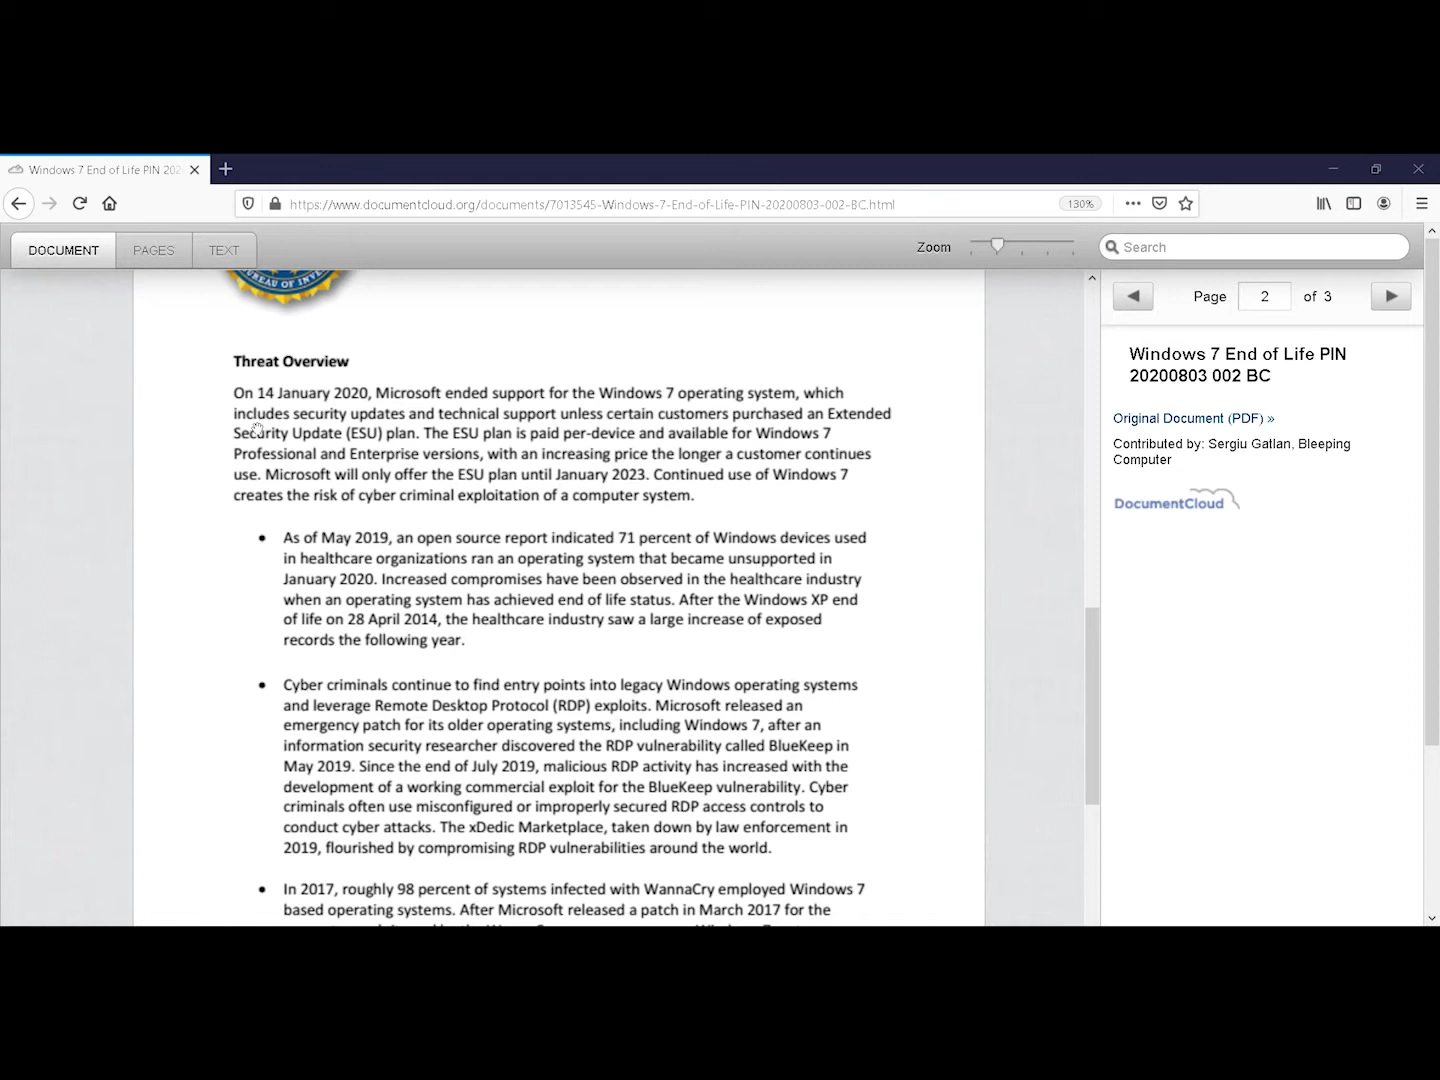 Windows 7 End of Life PIN 202
https://www.documentcloud.org/documents/7013545-Windows-7-End-of-Life-PIN-20200803-002-BC.html
130%
DOCUMENT
PAGES
TEXT
Zoom
Search
BUREAU OF INVE
Page 2 of 3
Windows 7 End of Life PIN
20200803 002 BC
Original Document (PDF) »
Contributed by: Sergiu Gatlan, Bleeping
Computer
DocumentCloud
Threat Overview
On 14 January 2020, Microsoft ended support for the Windows 7 operating system, which
includes security updates and technical support unless certain customers purchased an Extended
Security Update (ESU) plan. The ESU plan is paid per-device and available for Windows 7
Professional and Enterprise versions, with an increasing price the longer a customer continues
use. Microsoft will only offer the ESU plan until January 2023. Continued use of Windows 7
creates the risk of cyber criminal exploitation of a computer system.
• As of May 2019, an open source report indicated 71 percent of Windows devices used
in healthcare organizations ran an operating system that became unsupported in
January 2020. Increased compromises have been observed in the healthcare industry
when an operating system has achieved end of life status. After the Windows XP end
of life on 28 April 2014, the healthcare industry saw a large increase of exposed
records the following year.
• Cyber criminals continue to find entry points into legacy Windows operating systems
and leverage Remote Desktop Protocol (RDP) exploits. Microsoft released an
emergency patch for its older operating systems, including Windows 7, after an
information security researcher discovered the RDP vulnerability called BlueKeep in
May 2019. Since the end of July 2019, malicious RDP activity has increased with the
development of a working commercial exploit for the BlueKeep vulnerability. Cyber
criminals often use misconfigured or improperly secured RDP access controls to
conduct cyber attacks. The xDedic Marketplace, taken down by law enforcement in
2019, flourished by compromising RDP vulnerabilities around the world.
• In 2017, roughly 98 percent of systems infected with WannaCry employed Windows 7
based operating systems. After Microsoft released a patch in March 2017 for the